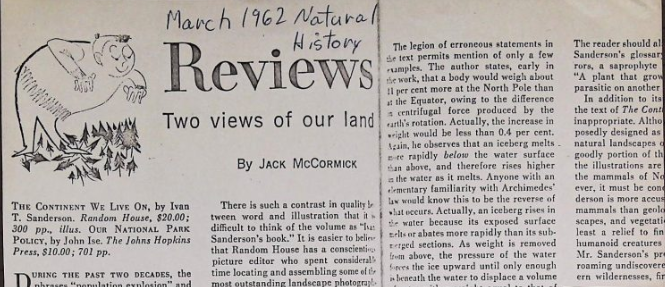 March 1962 Natural
History
Reviews
Two views of our land
By JACK MCCORMICK
THE CONTINENT WE LIVE ON, by Ivan
T. Sanderson. Random House, $20.00;
300 pp., illus. OUR NATIONAL PARK
POLICY, by John Ise. The Johns Hopkins
Press, $10.00; 701 pp.
DURING THE PAST TWO DECADES, the
phrases "population explosion" and
There is such a contrast in quality be
tween word and illustration that it is
difficult to think of the volume as
Sanderson's book." It is easier to believe
that Random House has a conscientious
picture editor who spent considerable
time locating and assembling some of the
most outstanding landscape photograph
The legion of erroneous statements in
the text permits mention of only a few
examples. The author states, early in
the work, that a body would weigh about
11 per cent more at the North Pole than
at the Equator, owing to the difference
in centrifugal force produced by the
earth's rotation. Actually, the increase in
weight would be less than 0.4 per cent.
Again, he observes that an iceberg melts
more rapidly below the water surface
than above, and therefore rises higher
in the water as it melts. Anyone with an
elementary familiarity with Archimedes'
law would know this to be the reverse of
what occurs. Actually, an iceberg rises in
the water because its exposed surface
melts or abates more rapidly than its sub-
merged sections. As weight is removed
from above, the pressure of the water
forces the ice upward until only enough
is beneath the water to displace a volume
The reader should al
Sanderson's glossar
rors, a saprophyte
"A plant that grow
parasitic on another
In addition to its
the text of The Cont
inappropriate. Altho
posedly designed as
natural landscapes o
goodly portion of th
the illustrations are
the mammals of No
ever, it must be con
derson is more accur
mammals than geol
scapes, and vegetati
least a relief to fin
humanoid creatures
Mr. Sanderson's pre
roaming undiscovere
ern wildernesses, fir